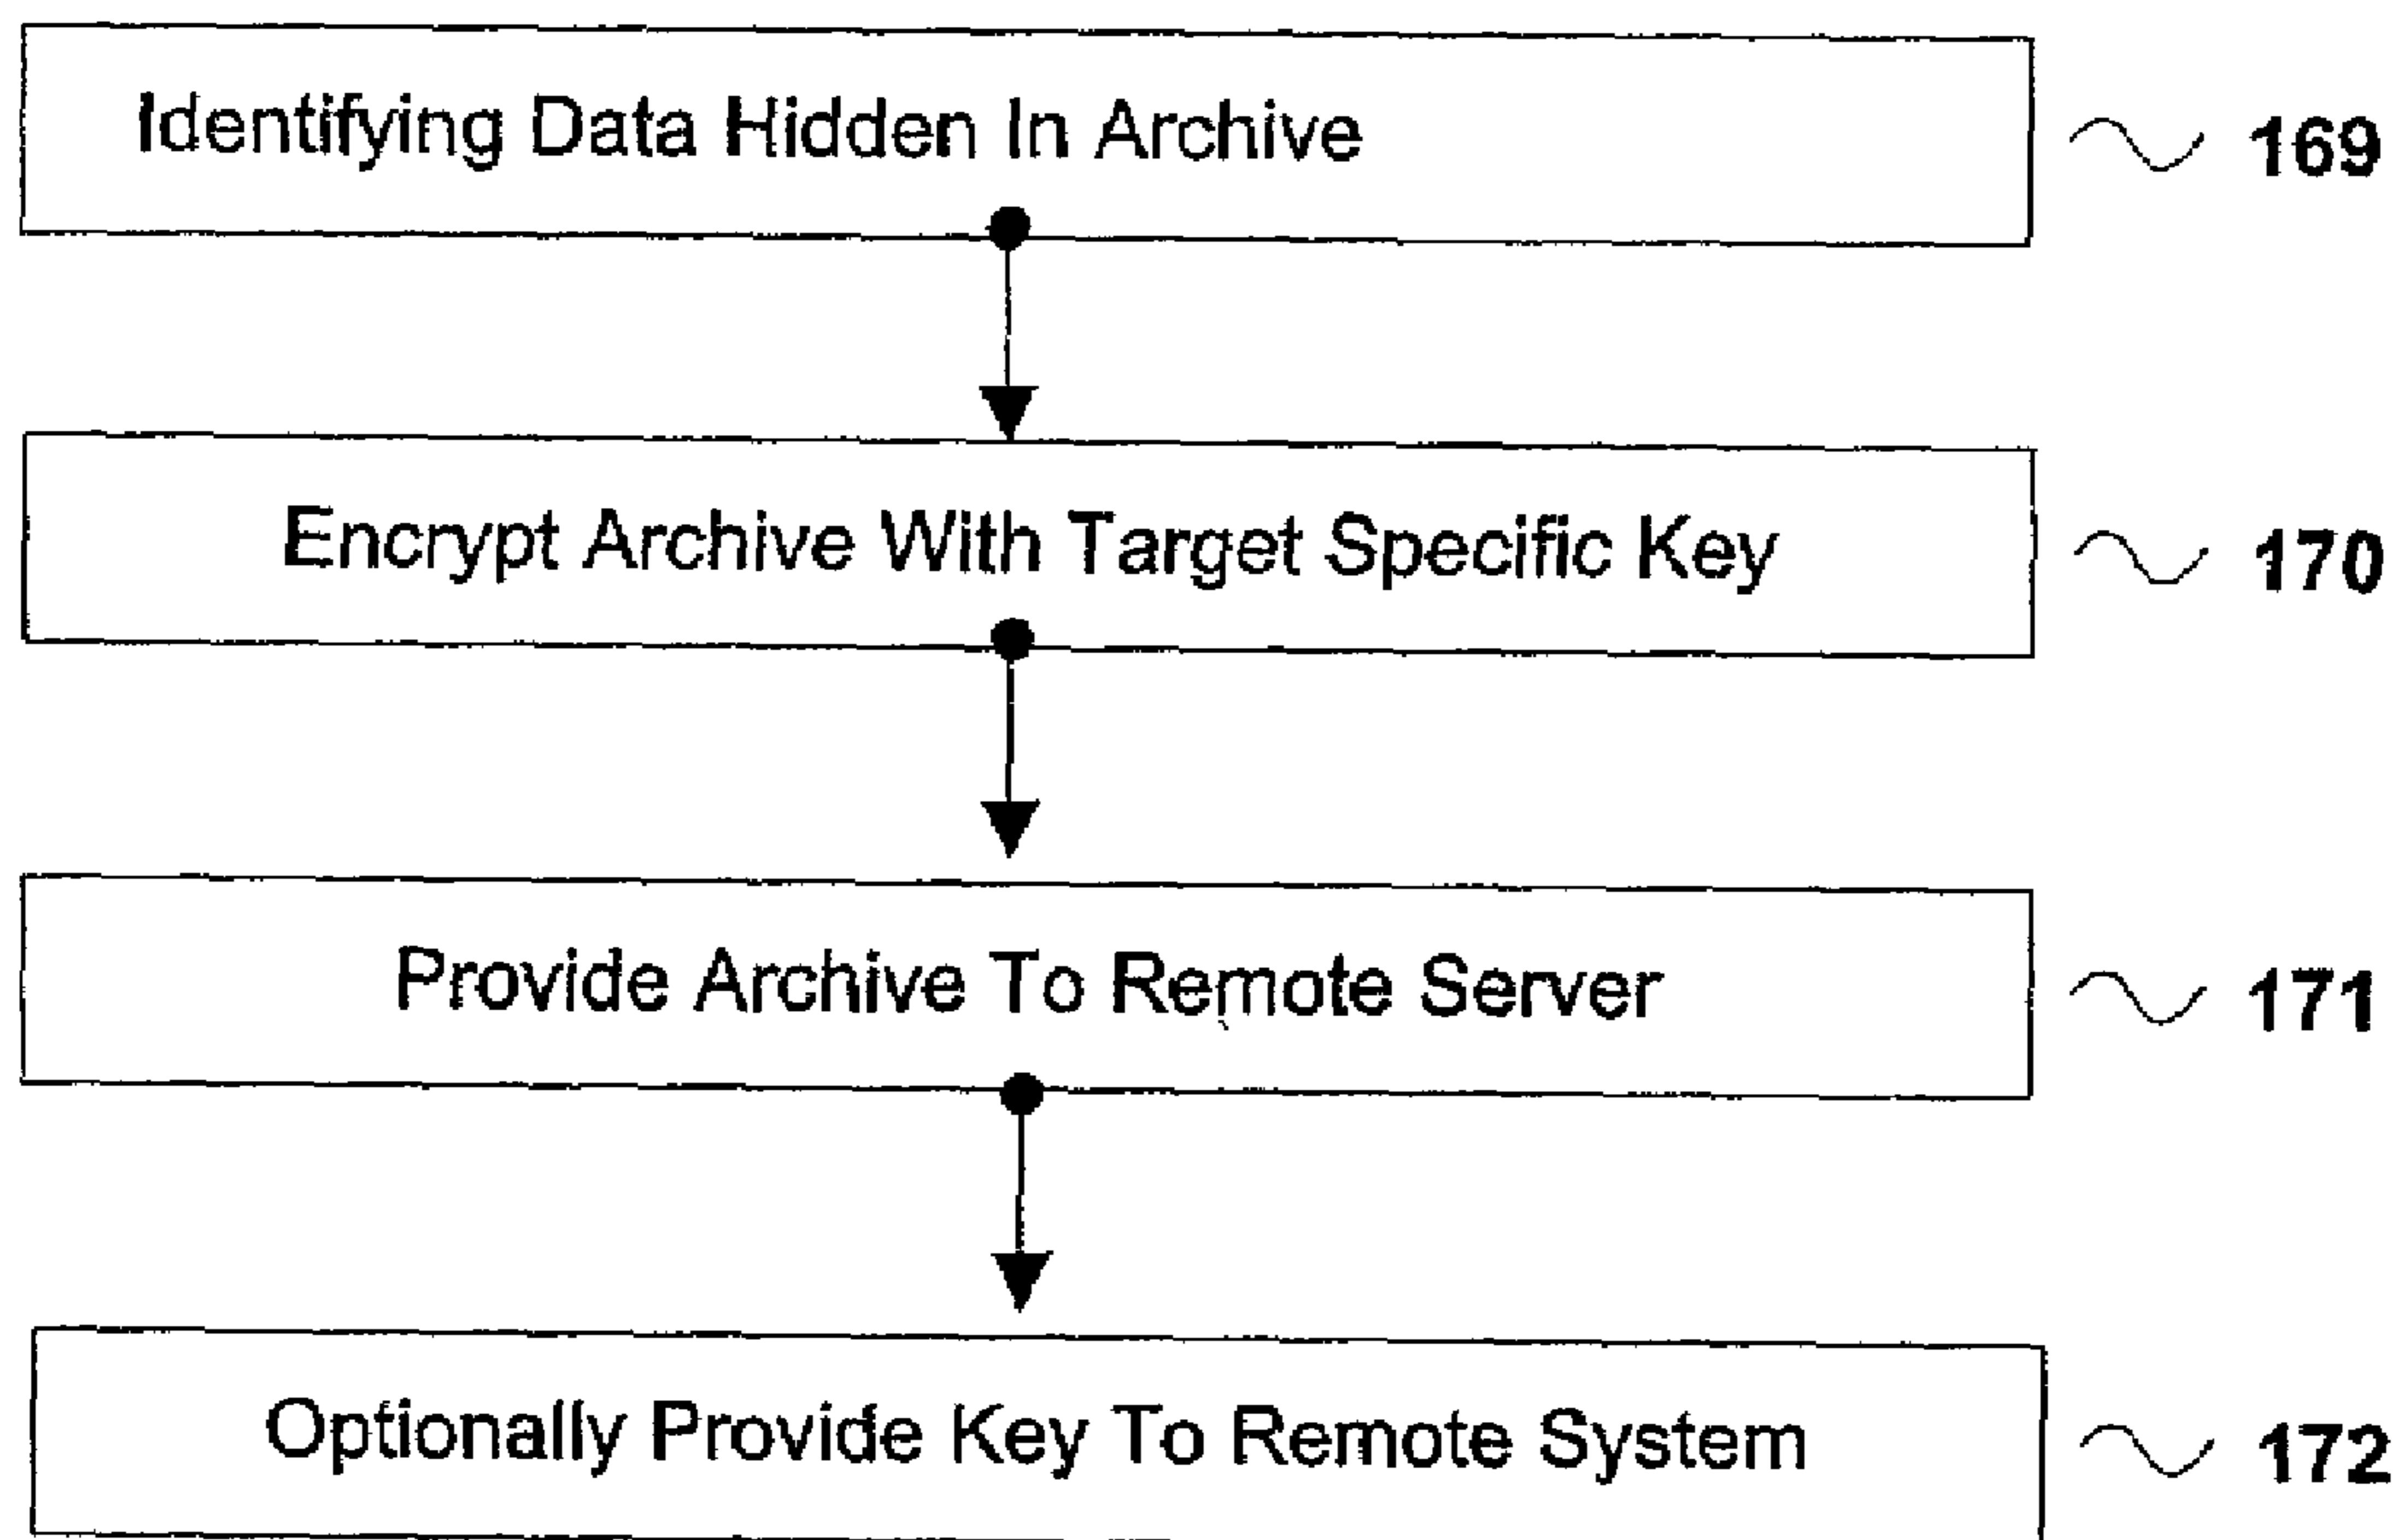 Identifying Data Hidden In Archive 169
Encrypt Archive With Target Specific Key 170
Provide Archive To Remote Server 171
Optionally Provide Key To Remote System 172